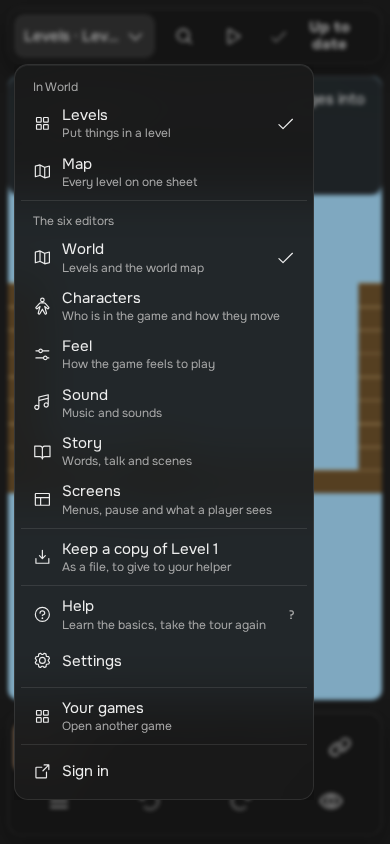 Levels · Lev...
Up to
date
In World
Levels
Put things in a level
Map
Every level on one sheet
The six editors
World
Levels and the world map
Characters
Who is in the game and how they move
Feel
How the game feels to play
Sound
Music and sounds
Story
Words, talk and scenes
Screens
Menus, pause and what a player sees
Keep a copy of Level 1
As a file, to give to your helper
Help
Learn the basics, take the tour again
?
Settings
Your games
Open another game
Sign in